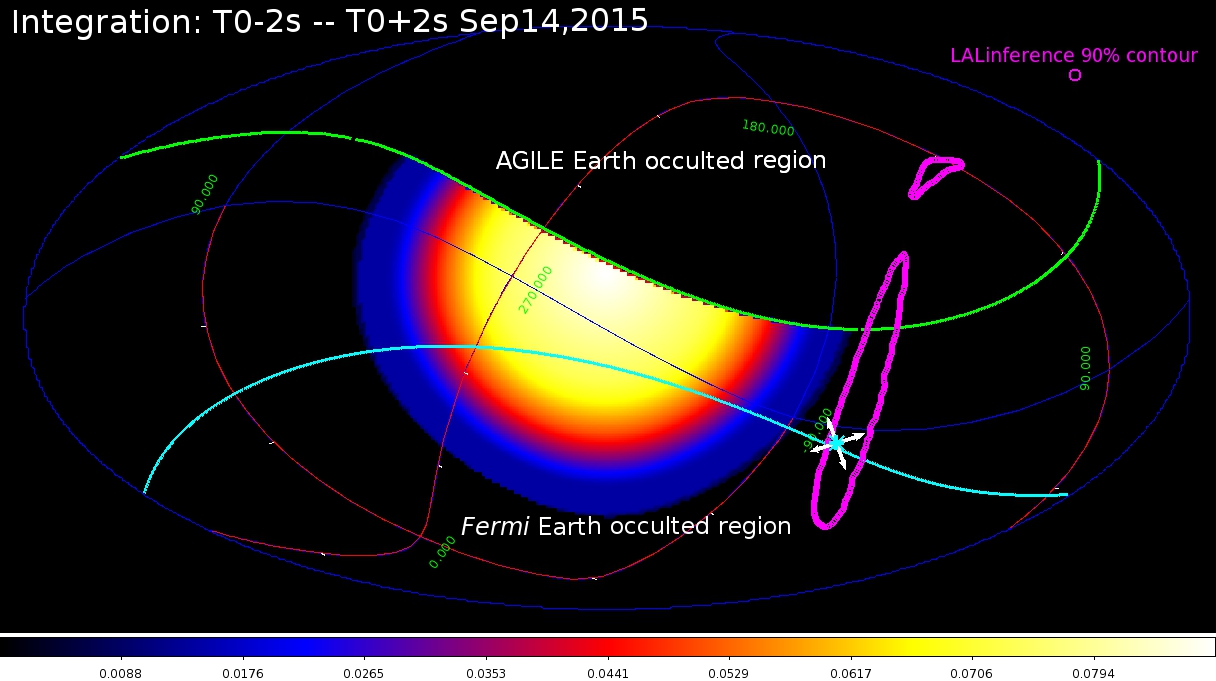 Integration: T0-2s -- T0+2s Sep14,2015
LALinference 90% contour
180.000
AGILE Earth occulted region
90.000
270.000
90.000
-90.000
Fermi Earth occulted region
0.000
0.0088 0.0176 0.0265 0.0353 0.0441 0.0529 0.0617 0.0706 0.0794